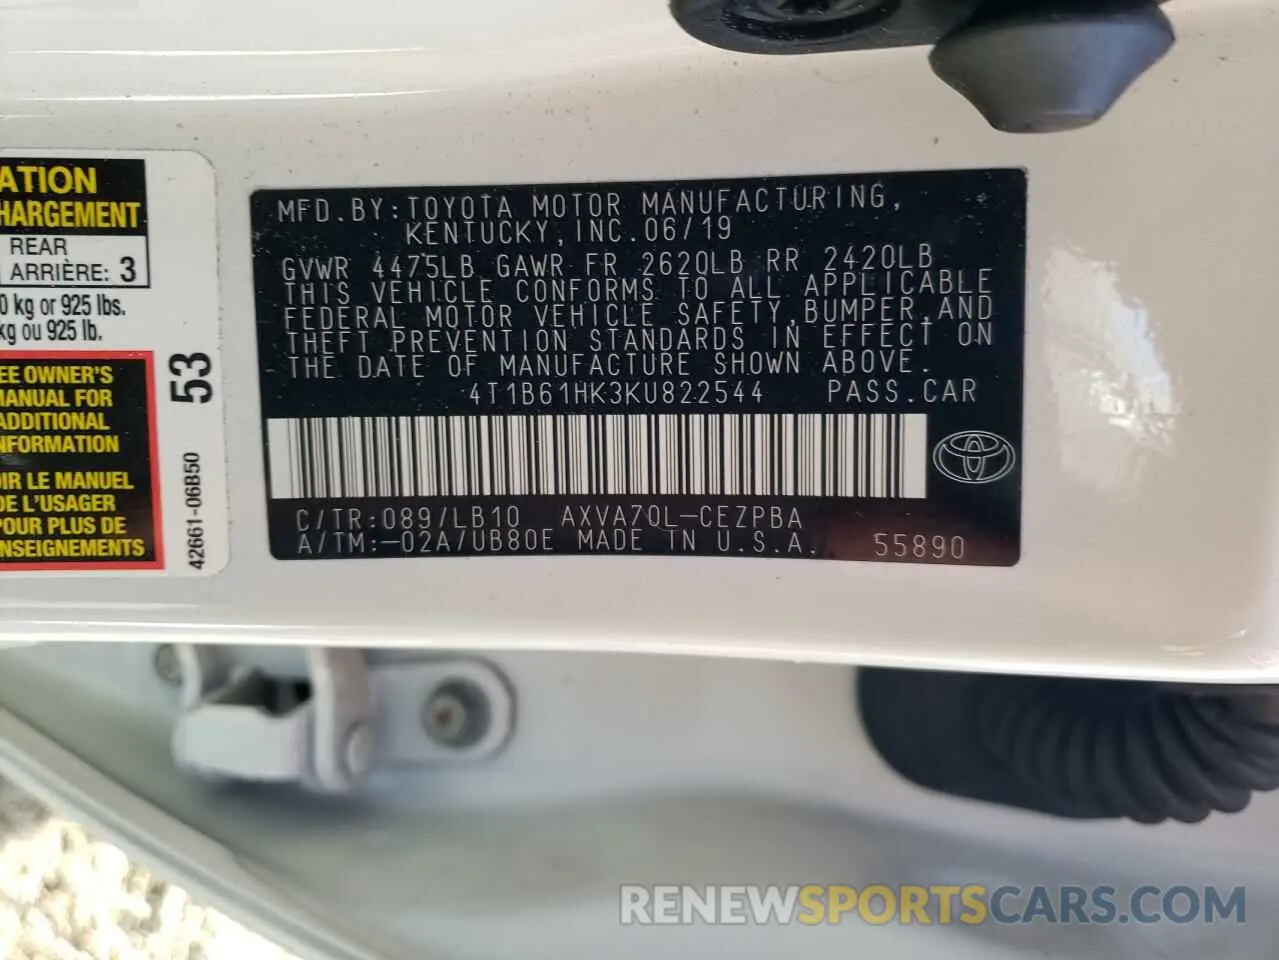 ATION
HARGEMENT
REAR
ARRIÈRE: 3
0 kg or 925 lbs.
kg ou 925 lb.
EE OWNER'S
MANUAL FOR
ADDITIONAL
NFORMATION
OIR LE MANUEL
DE L'USAGER
POUR PLUS DE
ENSEIGNEMENTS
53
42661-06B50
MFD.BY:TOYOTA MOTOR MANUFACTURING,
KENTUCKY,INC.06/19
GVWR 4475LB GAWR FR 2620LB RR 2420LB
THIS VEHICLE CONFORMS TO ALL APPLICABLE
FEDERAL MOTOR VEHICLE SAFETY,BUMPER,AND
THEFT PREVENTION STANDARDS IN EFFECT ON
THE DATE OF MANUFACTURE SHOWN ABOVE.
4T1B61HK3KU822544 PASS.CAR
C/TR:089/LB10 AXVA70L-CEZPBA
A/TM:-02A/UB80E MADE IN U.S.A. 55890
RENEWSPORTSCARS.COM